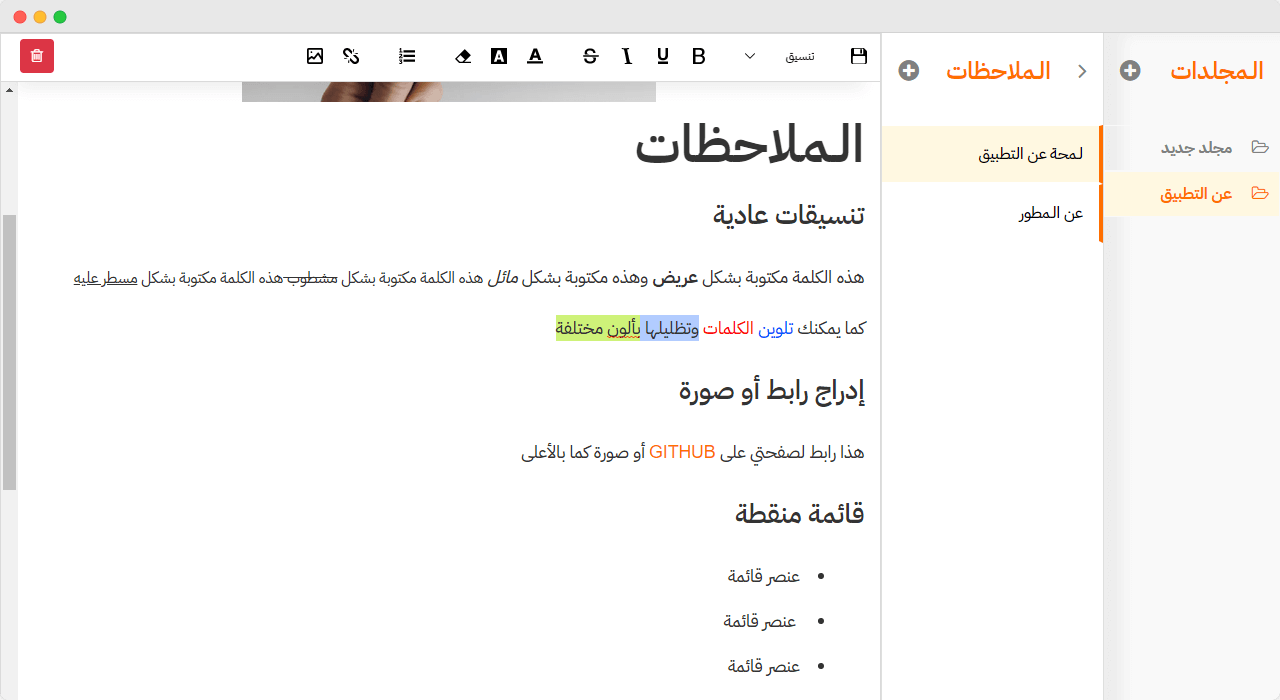 المجلدات
مجلد جديد
عن التطبيق
الملاحظات
لمحة عن التطبيق
عن المطور
تنسيق
الملاحظات
تنسيقات عادية
هذه الكلمة مكتوبة بشكل عريض وهذه مكتوبة بشكل مائل هذه الكلمة مكتوبة بشكل مشطوب هذه الكلمة مكتوبة بشكل مسطر عليه
كما يمكنك تلوين الكلمات وتظليلها بألون مختلفة
إدراج رابط أو صورة
هذا رابط لصفحتي على GITHUB أو صورة كما بالأعلى
قائمة منقطة
• عنصر قائمة
• عنصر قائمة
• عنصر قائمة